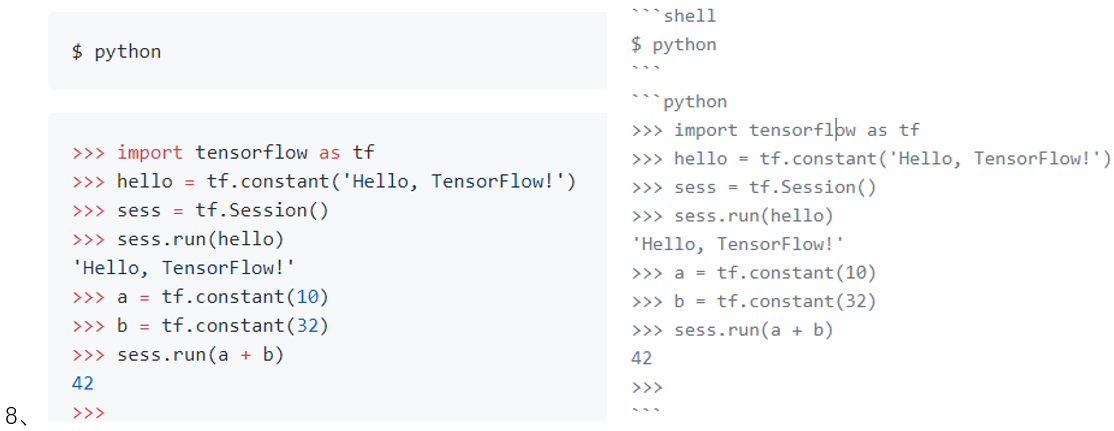 $ python
>>> import tensorflow as tf
>>> hello = tf.constant('Hello, TensorFlow!')
>>> sess = tf.Session()
>>> sess.run(hello)
'Hello, TensorFlow!'
>>> a = tf.constant(10)
>>> b = tf.constant(32)
>>> sess.run(a + b)
42
>>>
8、
```shell
$ python
```
```python
>>> import tensorflow as tf
>>> hello = tf.constant('Hello, TensorFlow!')
>>> sess = tf.Session()
>>> sess.run(hello)
'Hello, TensorFlow!'
>>> a = tf.constant(10)
>>> b = tf.constant(32)
>>> sess.run(a + b)
42
>>>
```